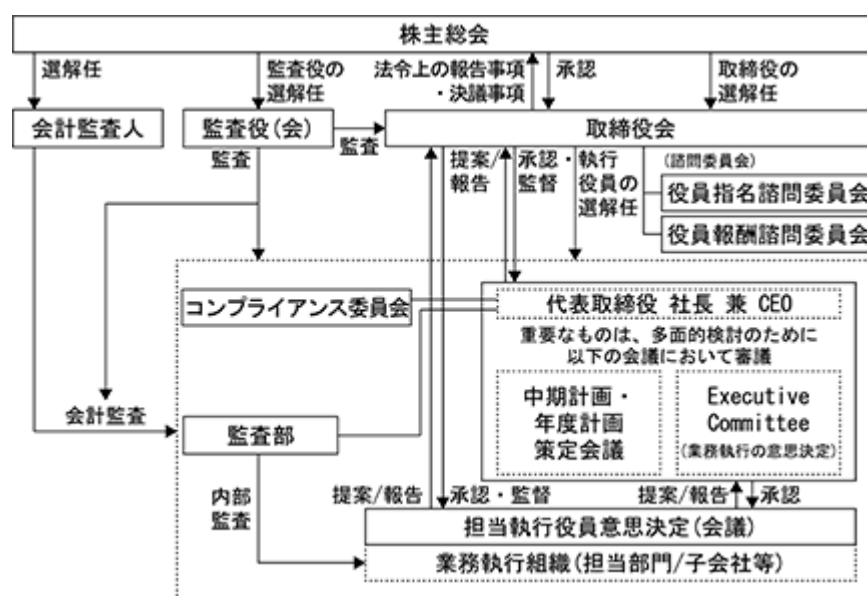 株主総会
選解任
監査役の
選解任
法令上の報告事項
・決議事項
承認
取締役の
選解任
会計監査人
監査役(会)
監査
取締役会
監査
提案/
報告
承認・
監督
執行
役員の
選解任
(諮問委員会)
役員指名諮問委員会
役員報酬諮問委員会
コンプライアンス委員会
代表取締役 社長 兼 CEO
重要なものは、多面的検討のために
以下の会議において審議
中期計画・
年度計画
策定会議
Executive
Committee
(業務執行の意思決定)
会計監査
監査部
内部
監査
提案/報告
承認・監督
提案/報告
承認
担当執行役員意思決定(会議)
業務執行組織(担当部門/子会社等)